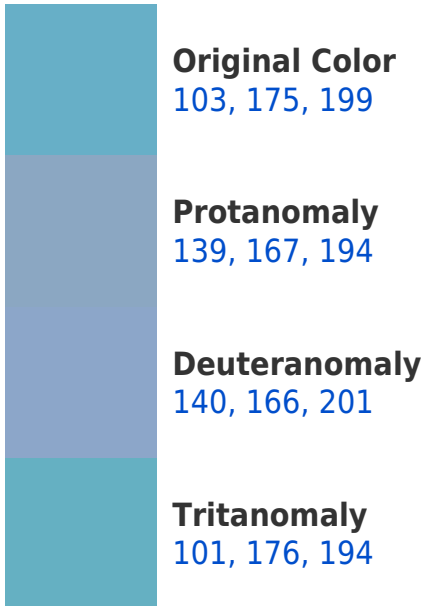 Original Color
103, 175, 199
Protanomaly
139, 167, 194
Deuteranomaly
140, 166, 201
Tritanomaly
101, 176, 194